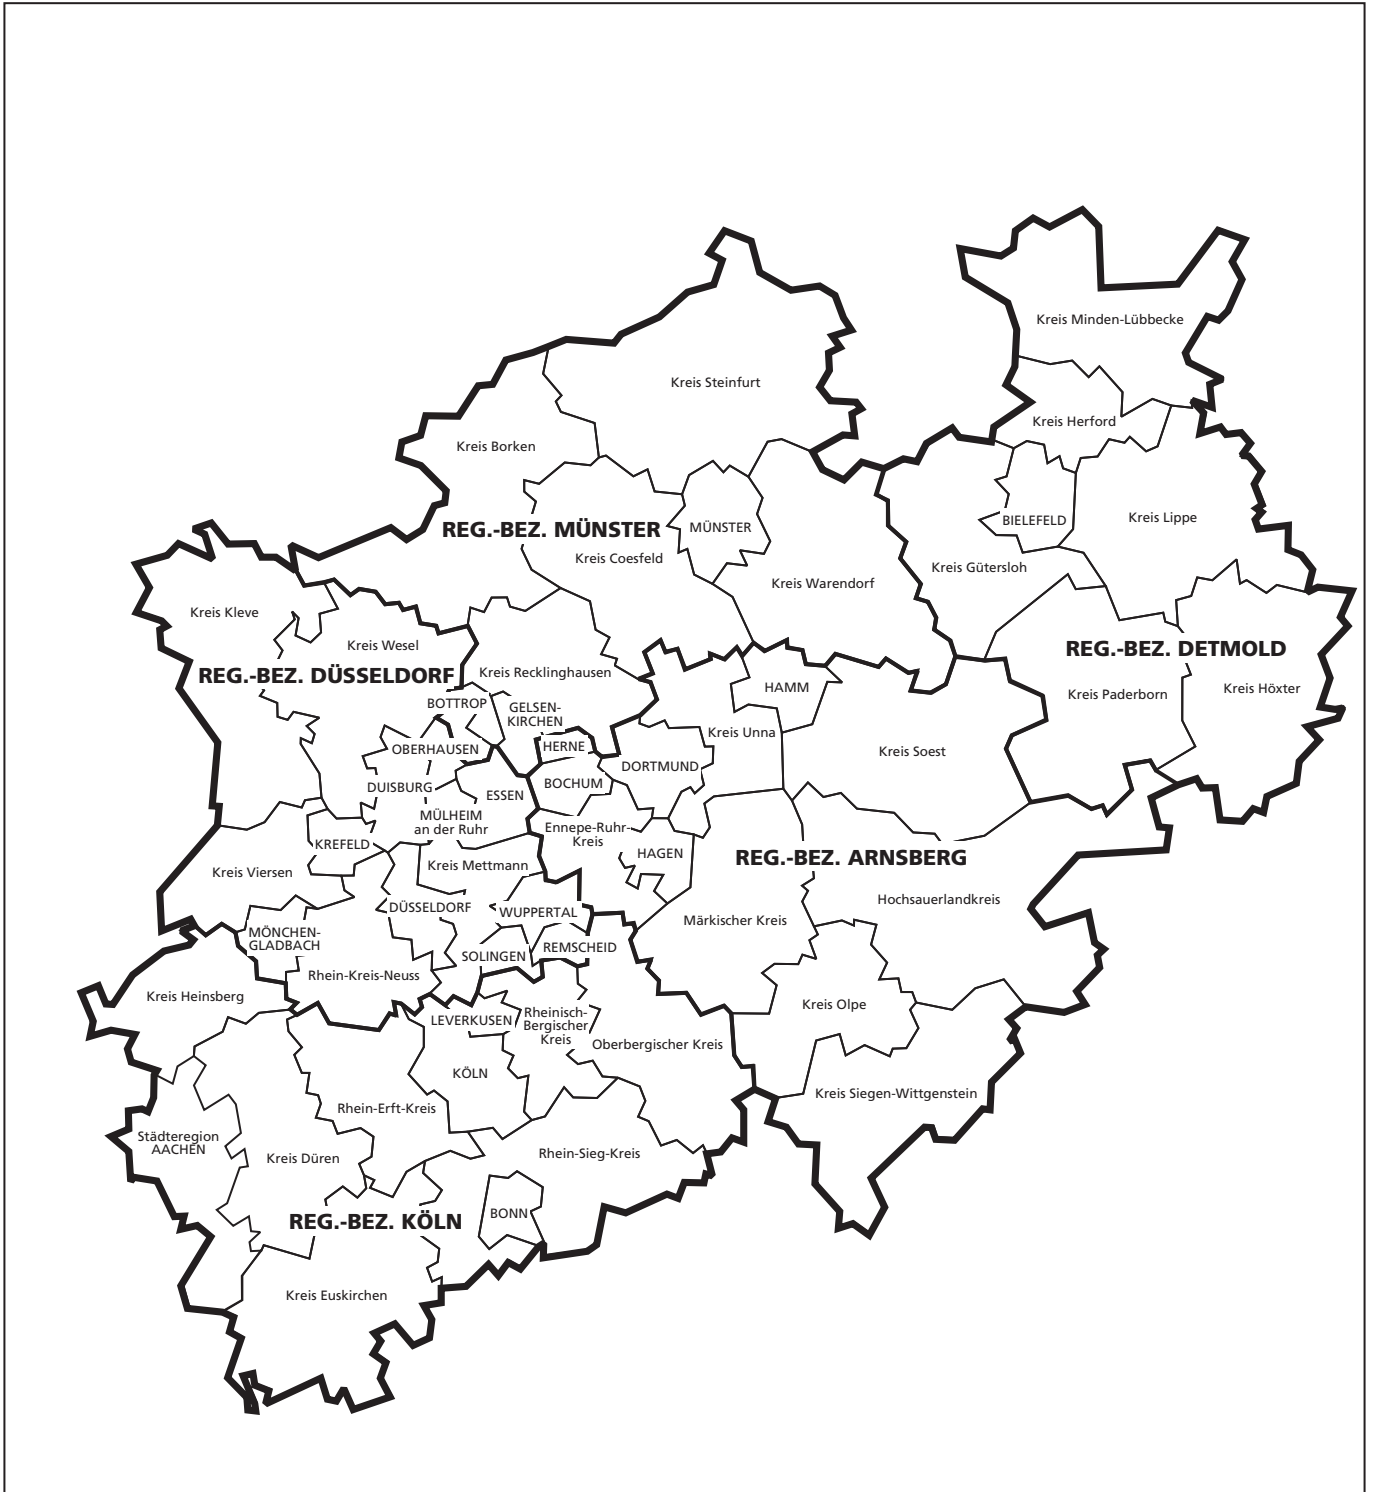 Kreis Minden-Lübbecke
Kreis Steinfurt
Kreis Herford
Kreis Borken
REG.-BEZ. MÜNSTER
MÜNSTER
BIELEFELD
Kreis Lippe
Kreis Coesfeld
Kreis Gütersloh
Kreis Warendorf
Kreis Kleve
Kreis Wesel
REG.-BEZ. DETMOLD
REG.-BEZ. DÜSSELDORF
Kreis Recklinghausen
HAMM
Kreis Paderborn
Kreis Höxter
BOTTROP
GELSEN-
KIRCHEN
Kreis Unna
OBERHAUSEN
HERNE
Kreis Soest
DORTMUND
DUISBURG
ESSEN
BOCHUM
MÜLHEIM
an der Ruhr
Ennepe-Ruhr-
Kreis
KREFELD
HAGEN
REG.-BEZ. ARNSBERG
Kreis Viersen
Kreis Mettmann
Hochsauerlandkreis
DÜSSELDORF
WUPPERTAL
Märkischer Kreis
MÖNCHEN-
GLADBACH
SOLINGEN
REMSCHEID
Rhein-Kreis-Neuss
Kreis Heinsberg
Kreis Olpe
LEVERKUSEN
Rheinisch-
Bergischer
Kreis
Oberbergischer Kreis
KÖLN
Kreis Siegen-Wittgenstein
Rhein-Erft-Kreis
Städteregion
AACHEN
Kreis Düren
Rhein-Sieg-Kreis
BONN
REG.-BEZ. KÖLN
Kreis Euskirchen